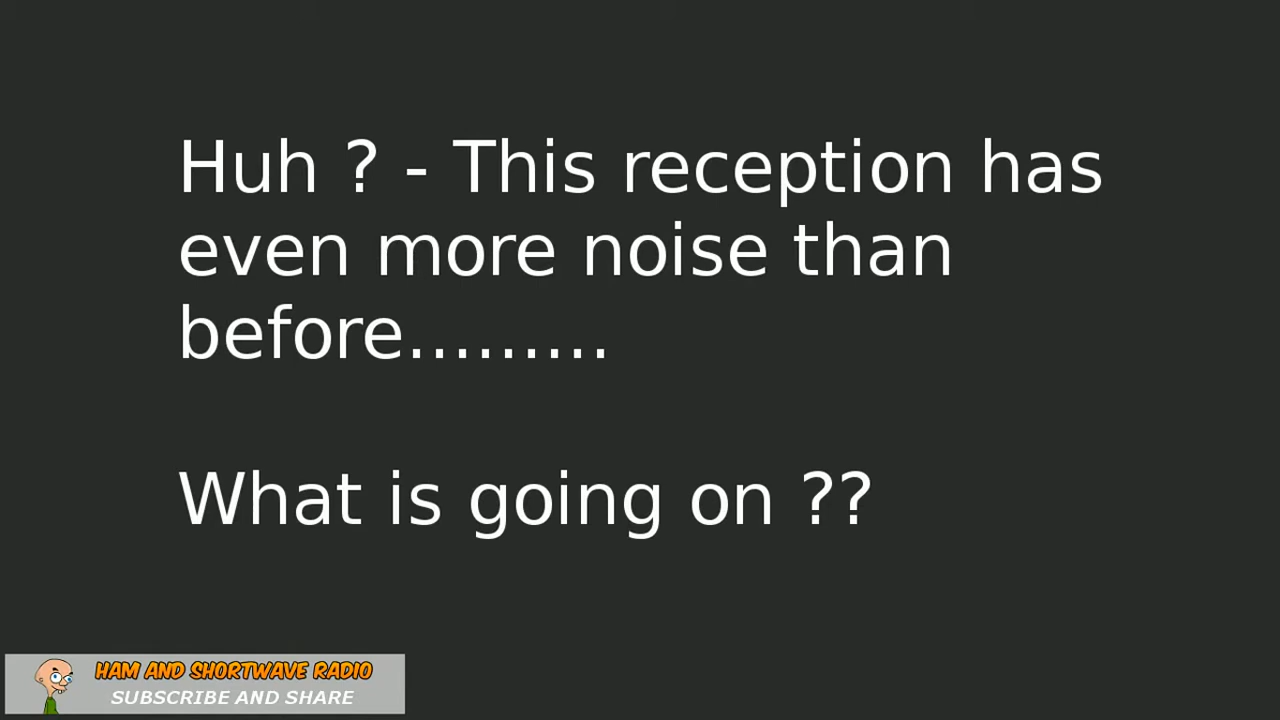 Huh ? - This reception has
even more noise than
before.........
What is going on ??
HAM AND SHORTWAVE RADIO
SUBSCRIBE AND SHARE